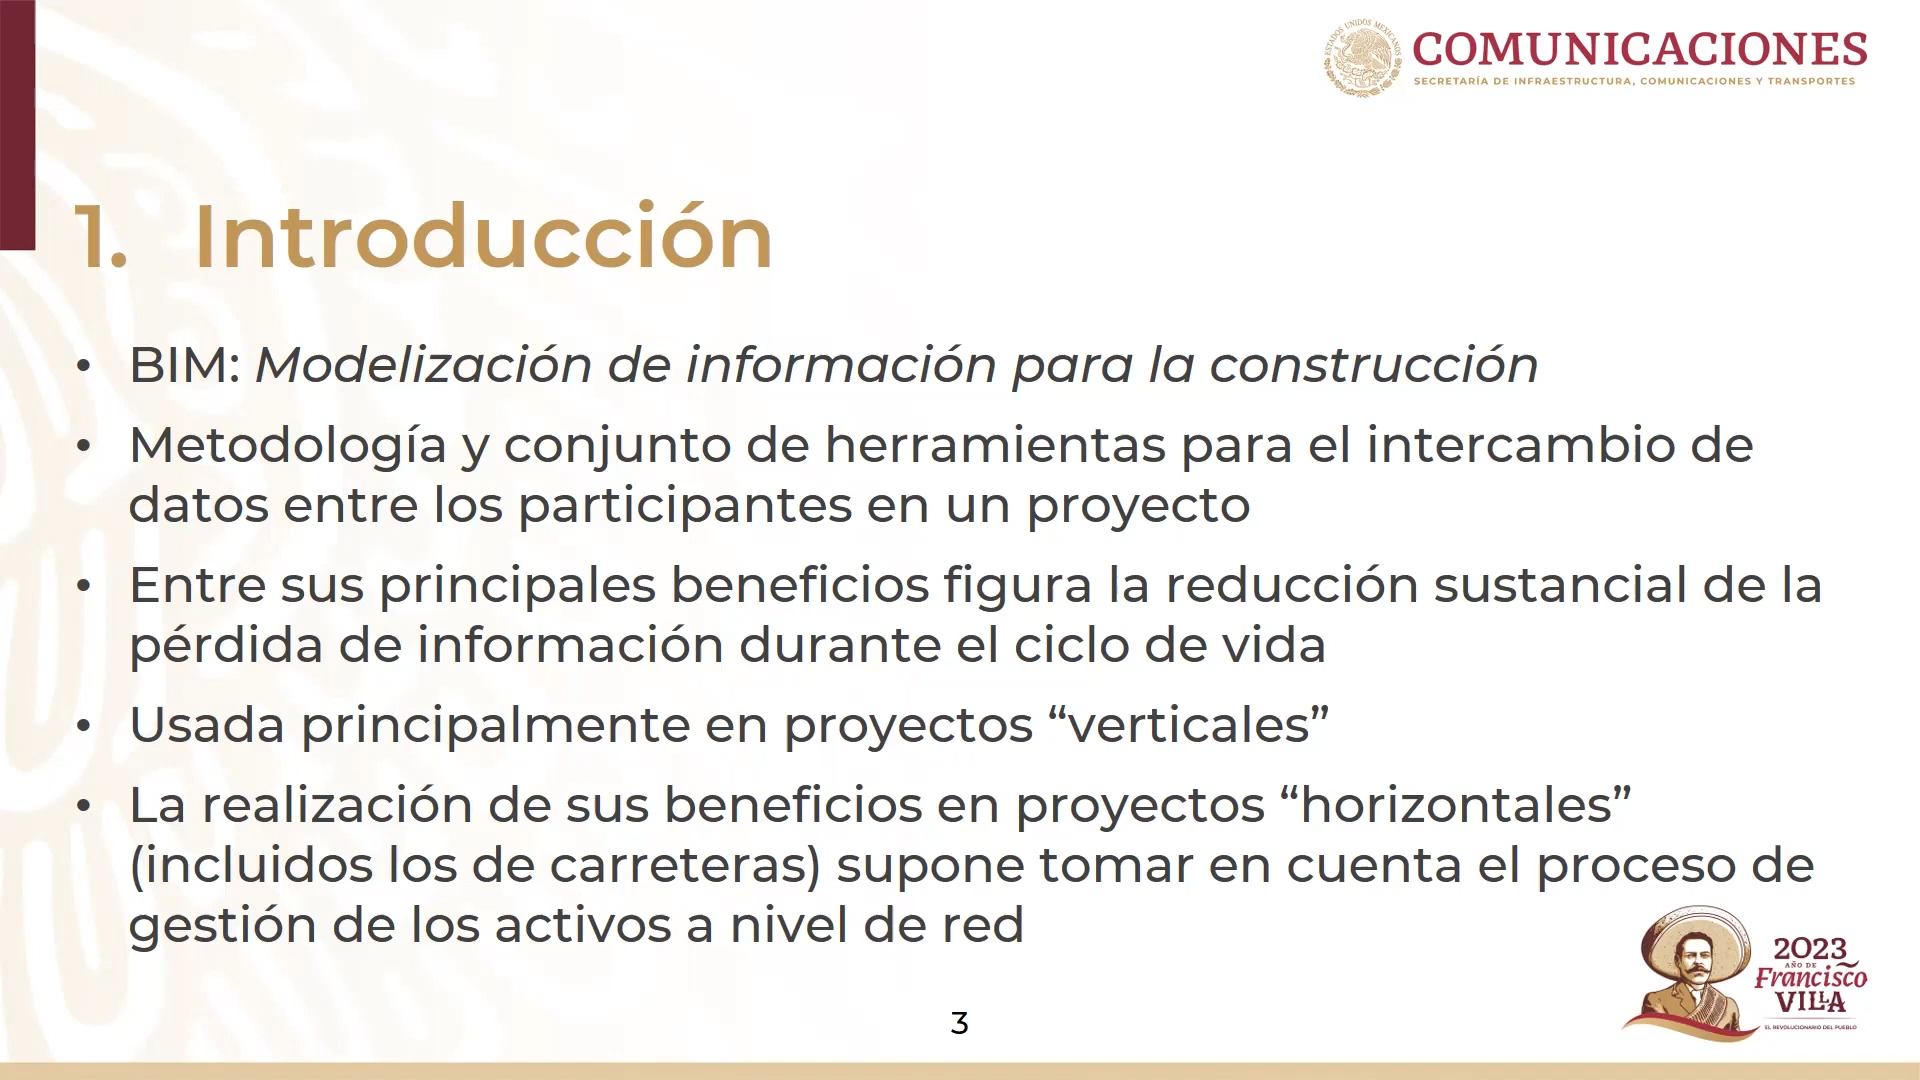 ESTADOS UNIDOS MEXICANOS
COMUNICACIONES
SECRETARÍA DE INFRAESTRUCTURA, COMUNICACIONES Y TRANSPORTES
1. Introducción
• BIM: Modelización de información para la construcción
• Metodología y conjunto de herramientas para el intercambio de
datos entre los participantes en un proyecto
• Entre sus principales beneficios figura la reducción sustancial de la
pérdida de información durante el ciclo de vida
• Usada principalmente en proyectos “verticales”
• La realización de sus beneficios en proyectos “horizontales”
(incluidos los de carreteras) supone tomar en cuenta el proceso de
gestión de los activos a nivel de red
2023
AÑO DE
Francisco
VILLA
EL REVOLUCIONARIO DEL PUEBLO
3